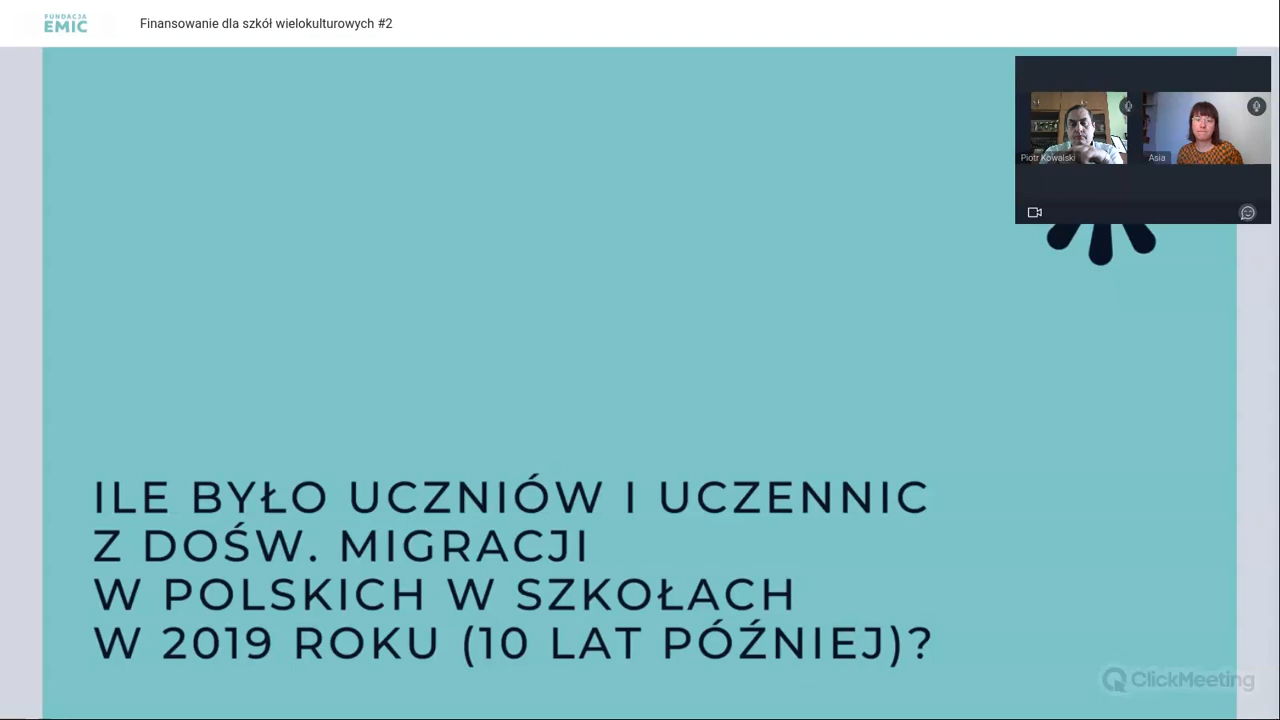 FUNDACJA
EMIC
Finansowanie dla szkół wielokulturowych #2
Piotr Kowalski
Asia
ILE BYŁO UCZNIÓW I UCZENNIC
Z DOŚW. MIGRACJI
W POLSKICH W SZKOŁACH
W 2019 ROKU (10 LAT PÓŹNIEJ)?
ClickMeeting